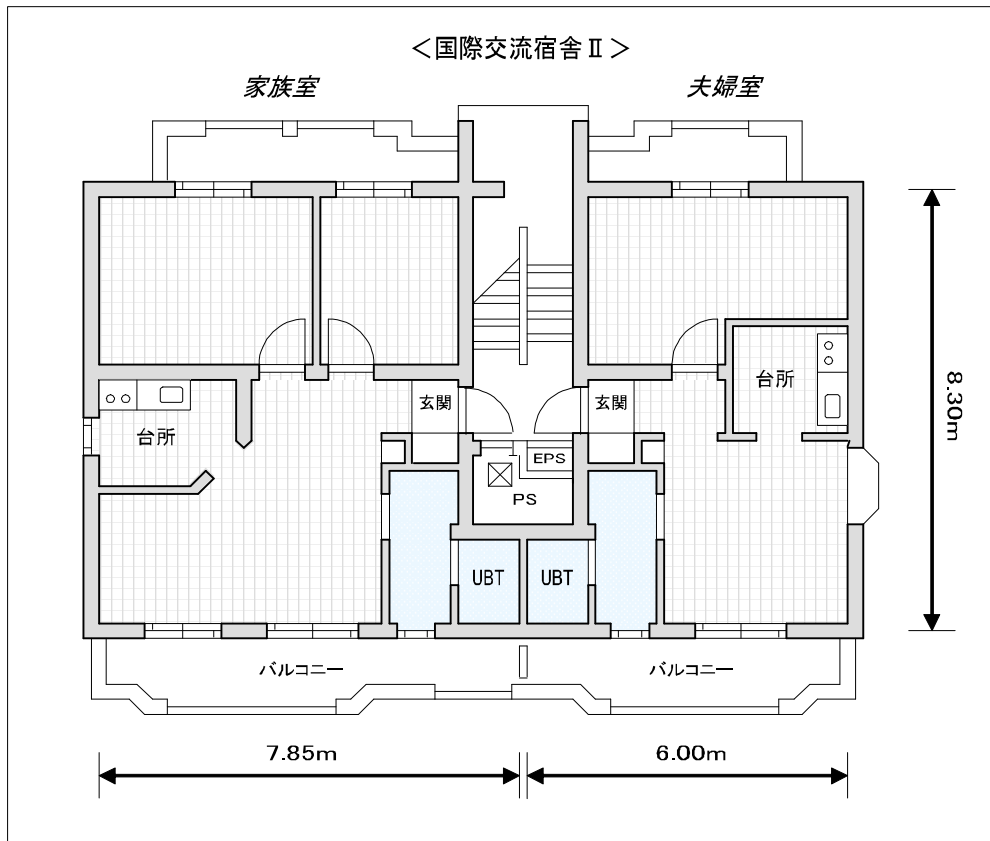 ＜国際交流宿舎Ⅱ＞
家族室
夫婦室
台所
玄関
玄関
台所
8.30m
EPS
PS
UBT
UBT
バルコニー
バルコニー
7.85m
6.00m